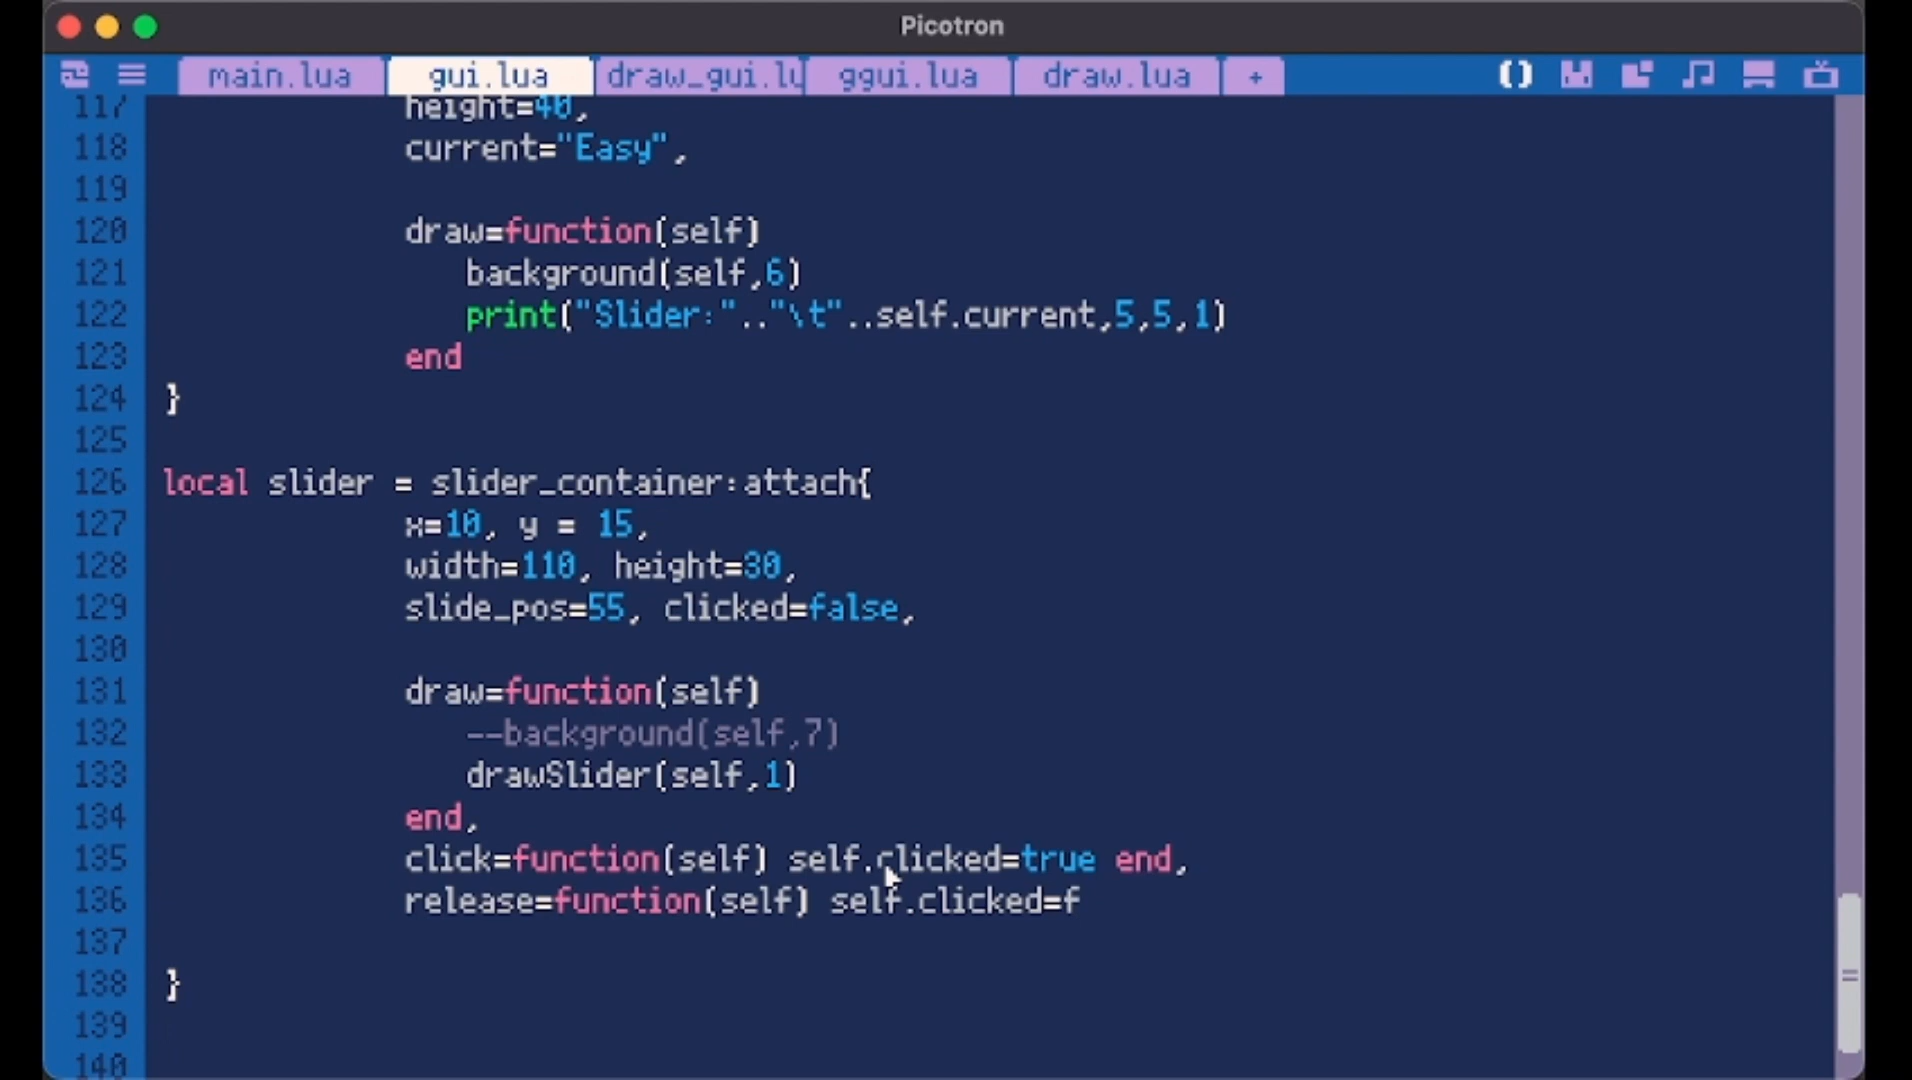 Picotron
main.lua gui.lua draw_gui.lu ggui.lua draw.lua +
117 height=40,
118 current="Easy",
119
120 draw=function(self)
121 background(self,6)
122 print("Slider:".."\t"..self.current,5,5,1)
123 end
124 }
125
126 local slider = slider_container:attach{
127 x=10, y = 15,
128 width=110, height=30,
129 slide_pos=55, clicked=false,
130
131 draw=function(self)
132 --background(self,7)
133 drawSlider(self,1)
134 end,
135 click=function(self) self.clicked=true end,
136 release=function(self) self.clicked=f
137
138 }
139
140